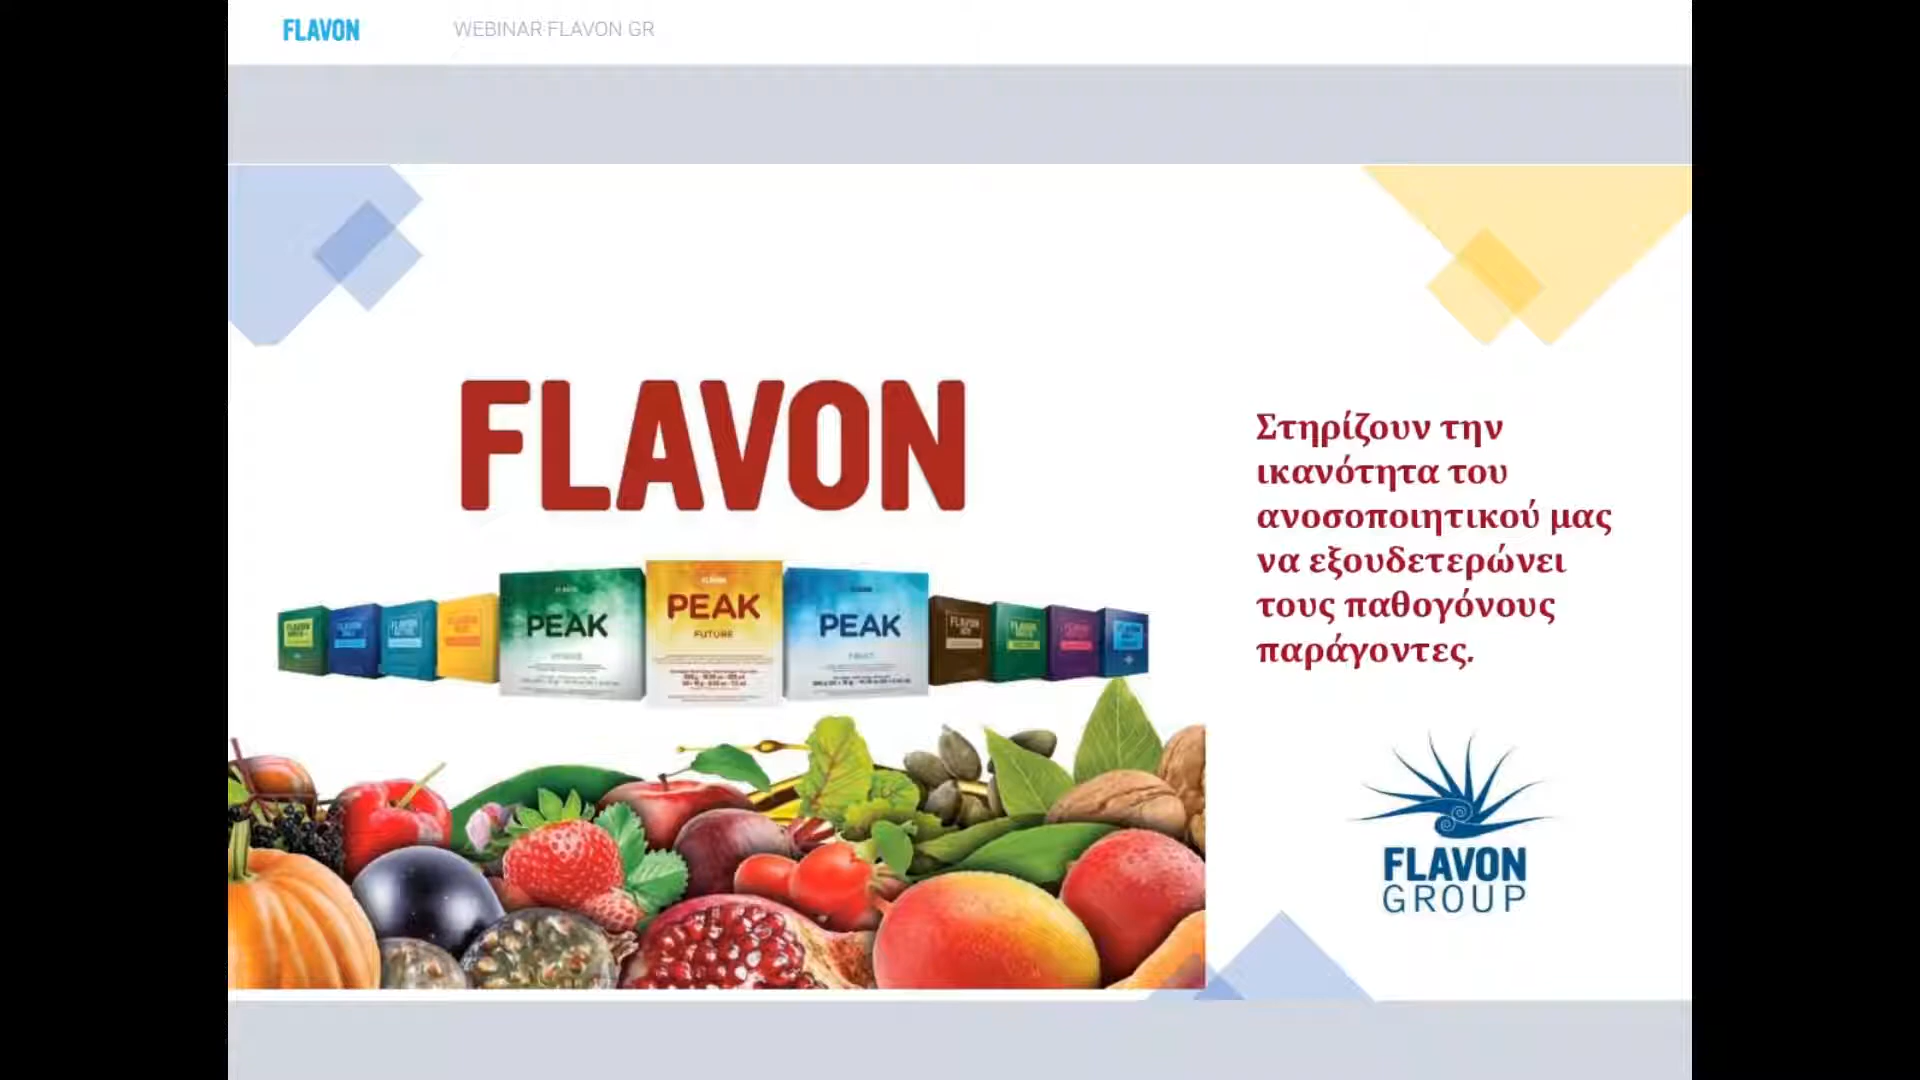 FLAVON
WEBINAR FLAVON GR
FLAVON
Στηρίζουν την
ικανότητα του
ανοσοποιητικού μας
να εξουδετερώνει
τους παθογόνους
παράγοντες.
PEAK
FLAVON
PEAK
FUTURE
PEAK
FLAVON
GROUP